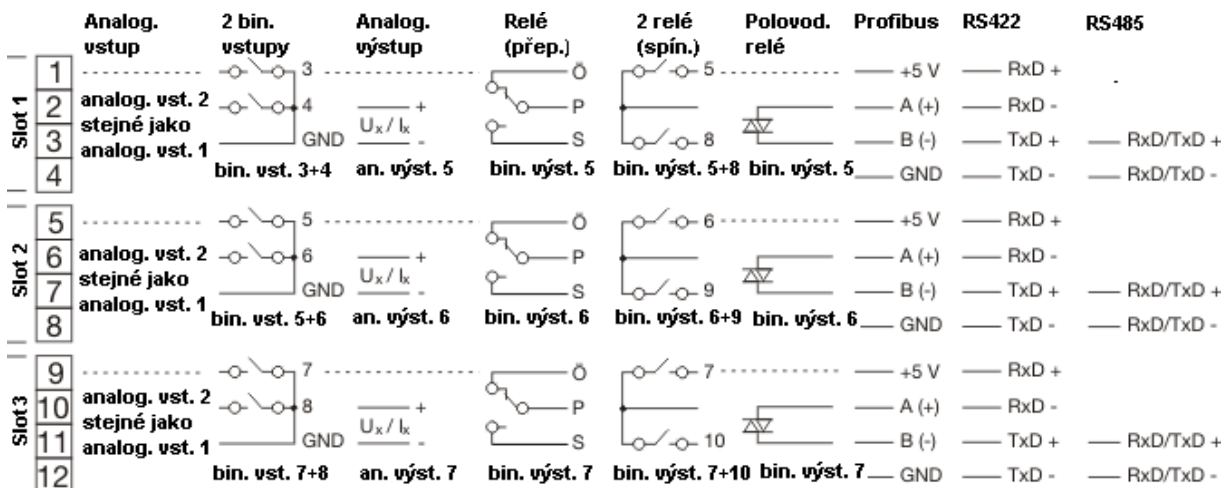 Analog. 2 bin. Analog. Relé 2 relé Polovod. Profibus RS422 RS485
vstup vstupy výstup (přep.) (spín.) relé
Slot 1
1 3 Ö 5 +5 V RxD +
2 analog. vst. 2 4 + P A (+) RxD -
stejné jako Ux / Ix
3 analog. vst. 1 GND - S 8 B (-) TxD + RxD/TxD +
bin. vst. 3+4 an. výst. 5 bin. výst. 5 bin. výst. 5+8 bin. výst. 5
4 GND TxD - RxD/TxD -
Slot 2
5 5 Ö 6 +5 V RxD +
6 analog. vst. 2 6 + P A (+) RxD -
stejné jako Ux / Ix
7 analog. vst. 1 GND - S 9 B (-) TxD + RxD/TxD +
bin. vst. 5+6 an. výst. 6 bin. výst. 6 bin. výst. 6+9 bin. výst. 6
8 GND TxD - RxD/TxD -
Slot 3
9 7 Ö 7 +5 V RxD +
10 analog. vst. 2 8 + P A (+) RxD -
stejné jako Ux / Ix
11 analog. vst. 1 GND - S 10 B (-) TxD + RxD/TxD +
bin. vst. 7+8 an. výst. 7 bin. výst. 7 bin. výst. 7+10 bin. výst. 7
12 GND TxD - RxD/TxD -